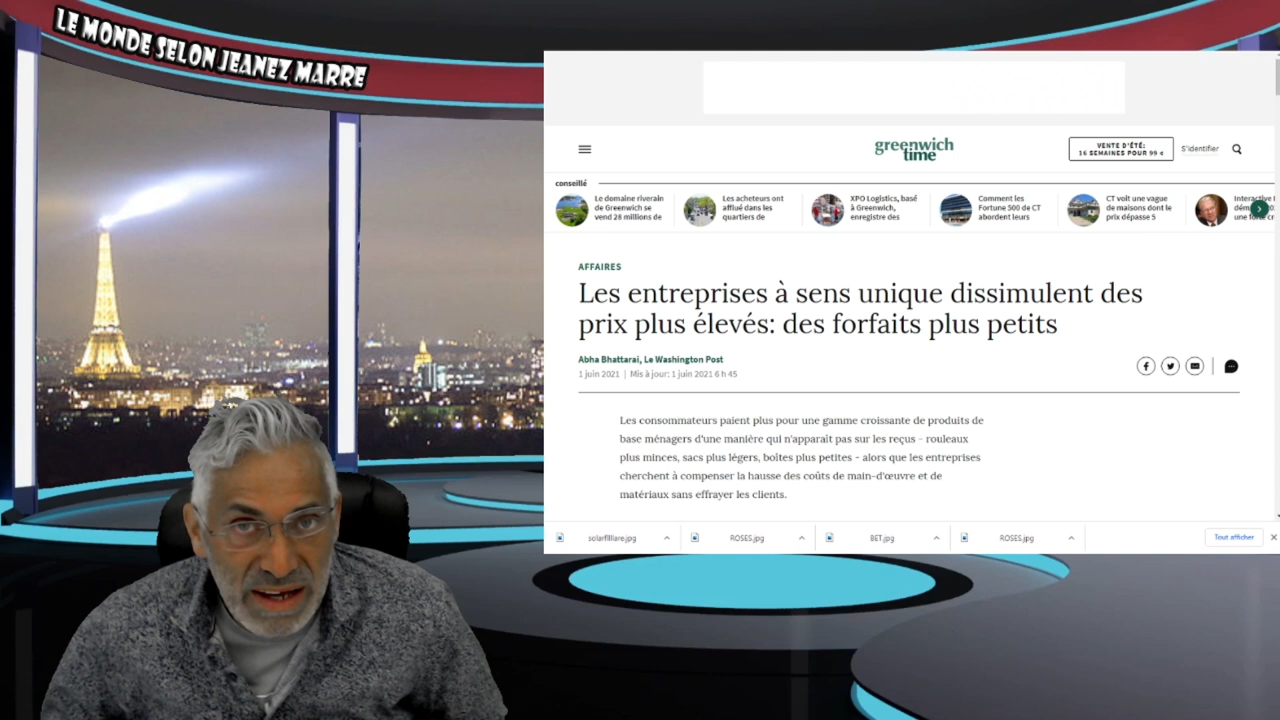 LE MONDE SELON JEANEZ MARRE
greenwich
time
VENTE D'ÉTÉ:
16 SEMAINES POUR 99 ¢
S'identifier
conseillé
Le domaine riverain
de Greenwich se
vend 28 millions de
Les acheteurs ont
afflué dans les
quartiers de
XPO Logistics, basé
à Greenwich,
enregistre des
Comment les
Fortune 500 de CT
abordent leurs
CT voit une vague
de maisons dont le
prix dépasse 5
Interactive
AFFAIRES
Les entreprises à sens unique dissimulent des
prix plus élevés: des forfaits plus petits
Abha Bhattarai, Le Washington Post
1 juin 2021 | Mis à jour: 1 juin 2021 6 h 45
Les consommateurs paient plus pour une gamme croissante de produits de
base ménagers d'une manière qui n'apparaît pas sur les reçus - rouleaux
plus minces, sacs plus légers, boîtes plus petites - alors que les entreprises
cherchent à compenser la hausse des coûts de main-d'œuvre et de
matériaux sans effrayer les clients.
solarfilllare.jpg
ROSES.jpg
BET.jpg
ROSES.jpg
Tout afficher